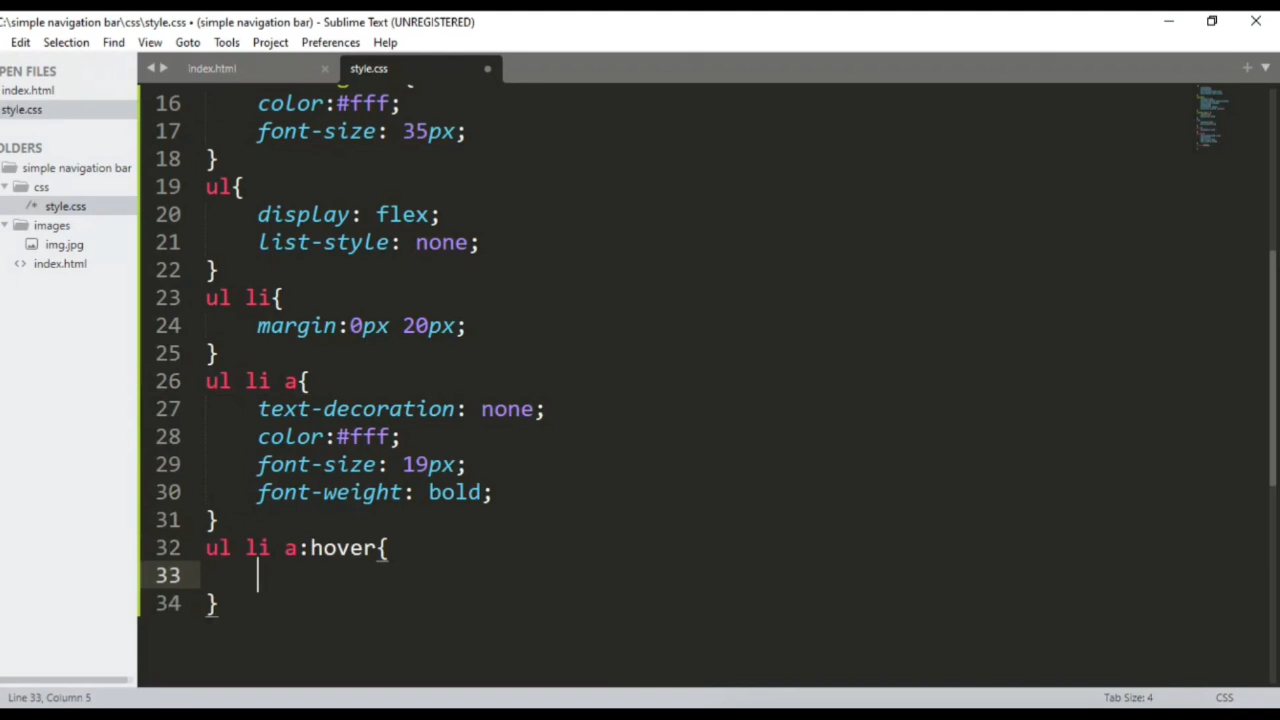 C:\simple navigation bar\css\style.css • (simple navigation bar) - Sublime Text (UNREGISTERED)
Edit Selection Find View Goto Tools Project Preferences Help
PEN FILES
index.html
style.css
OLDERS
simple navigation bar
css
/* style.css
images
img.jpg
<> index.html
index.html
style.css
16 color:#fff;
17 font-size: 35px;
18 }
19 ul{
20 display: flex;
21 list-style: none;
22 }
23 ul li{
24 margin:0px 20px;
25 }
26 ul li a{
27 text-decoration: none;
28 color:#fff;
29 font-size: 19px;
30 font-weight: bold;
31 }
32 ul li a:hover{
33
34 }
Line 33, Column 5
Tab Size: 4
CSS